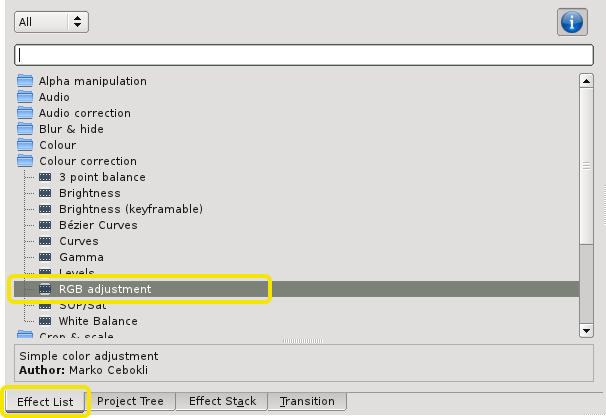 All
i
Alpha manipulation
Audio
Audio correction
Blur & hide
Colour
Colour correction
3 point balance
Brightness
Brightness (keyframable)
Bézier Curves
Curves
Gamma
Levels
RGB adjustment
SOP/Sat
White Balance
Crop & scale
Simple color adjustment
Author: Marko Cebokli
Effect List Project Tree Effect Stack Transition